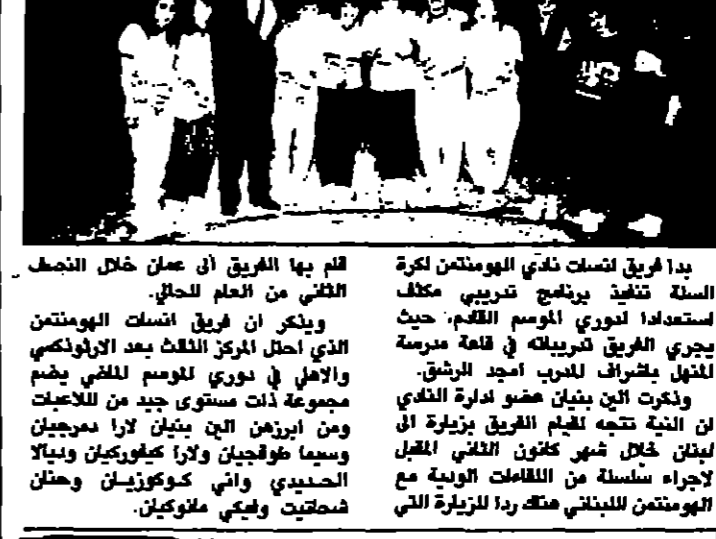 بدا فريق انسات نادي الهومنتمن لكرة
السلة تنفيذ برنامج تدريبي مكثف
استعدادا لدوري الموسم القادم، حيث
يجري الفريق تدريباته في قاعة مدرسة
المنهل باشراف المدرب امجد الرشق.
وذكرت الين بنيان عضو ادارة النادي
ان النية تتجه لقيام الفريق بزيارة الى
لبنان خلال شهر كانون الثاني المقبل
لاجراء سلسلة من اللقاءات الودية مع
الهومنتمن اللبناني هناك ردا للزيارة التي
قام بها الفريق الى عمان خلال النصف
الثاني من العام الحالي.
ويذكر ان فريق انسات الهومنتمن
الذي احتل المركز الثالث بعد الارثوذكسي
والاهلي في دوري الموسم الماضي يضم
مجموعة ذات مستوى جيد من اللاعبات
ومن ابرزهن الين بنيان لارا دمرجيان
وسيما طوقجيان ولارا كيفوركيان وديالا
الحديدي واني كوكوزيان وحنان
شحاتيت وفيكي مانوكيان.